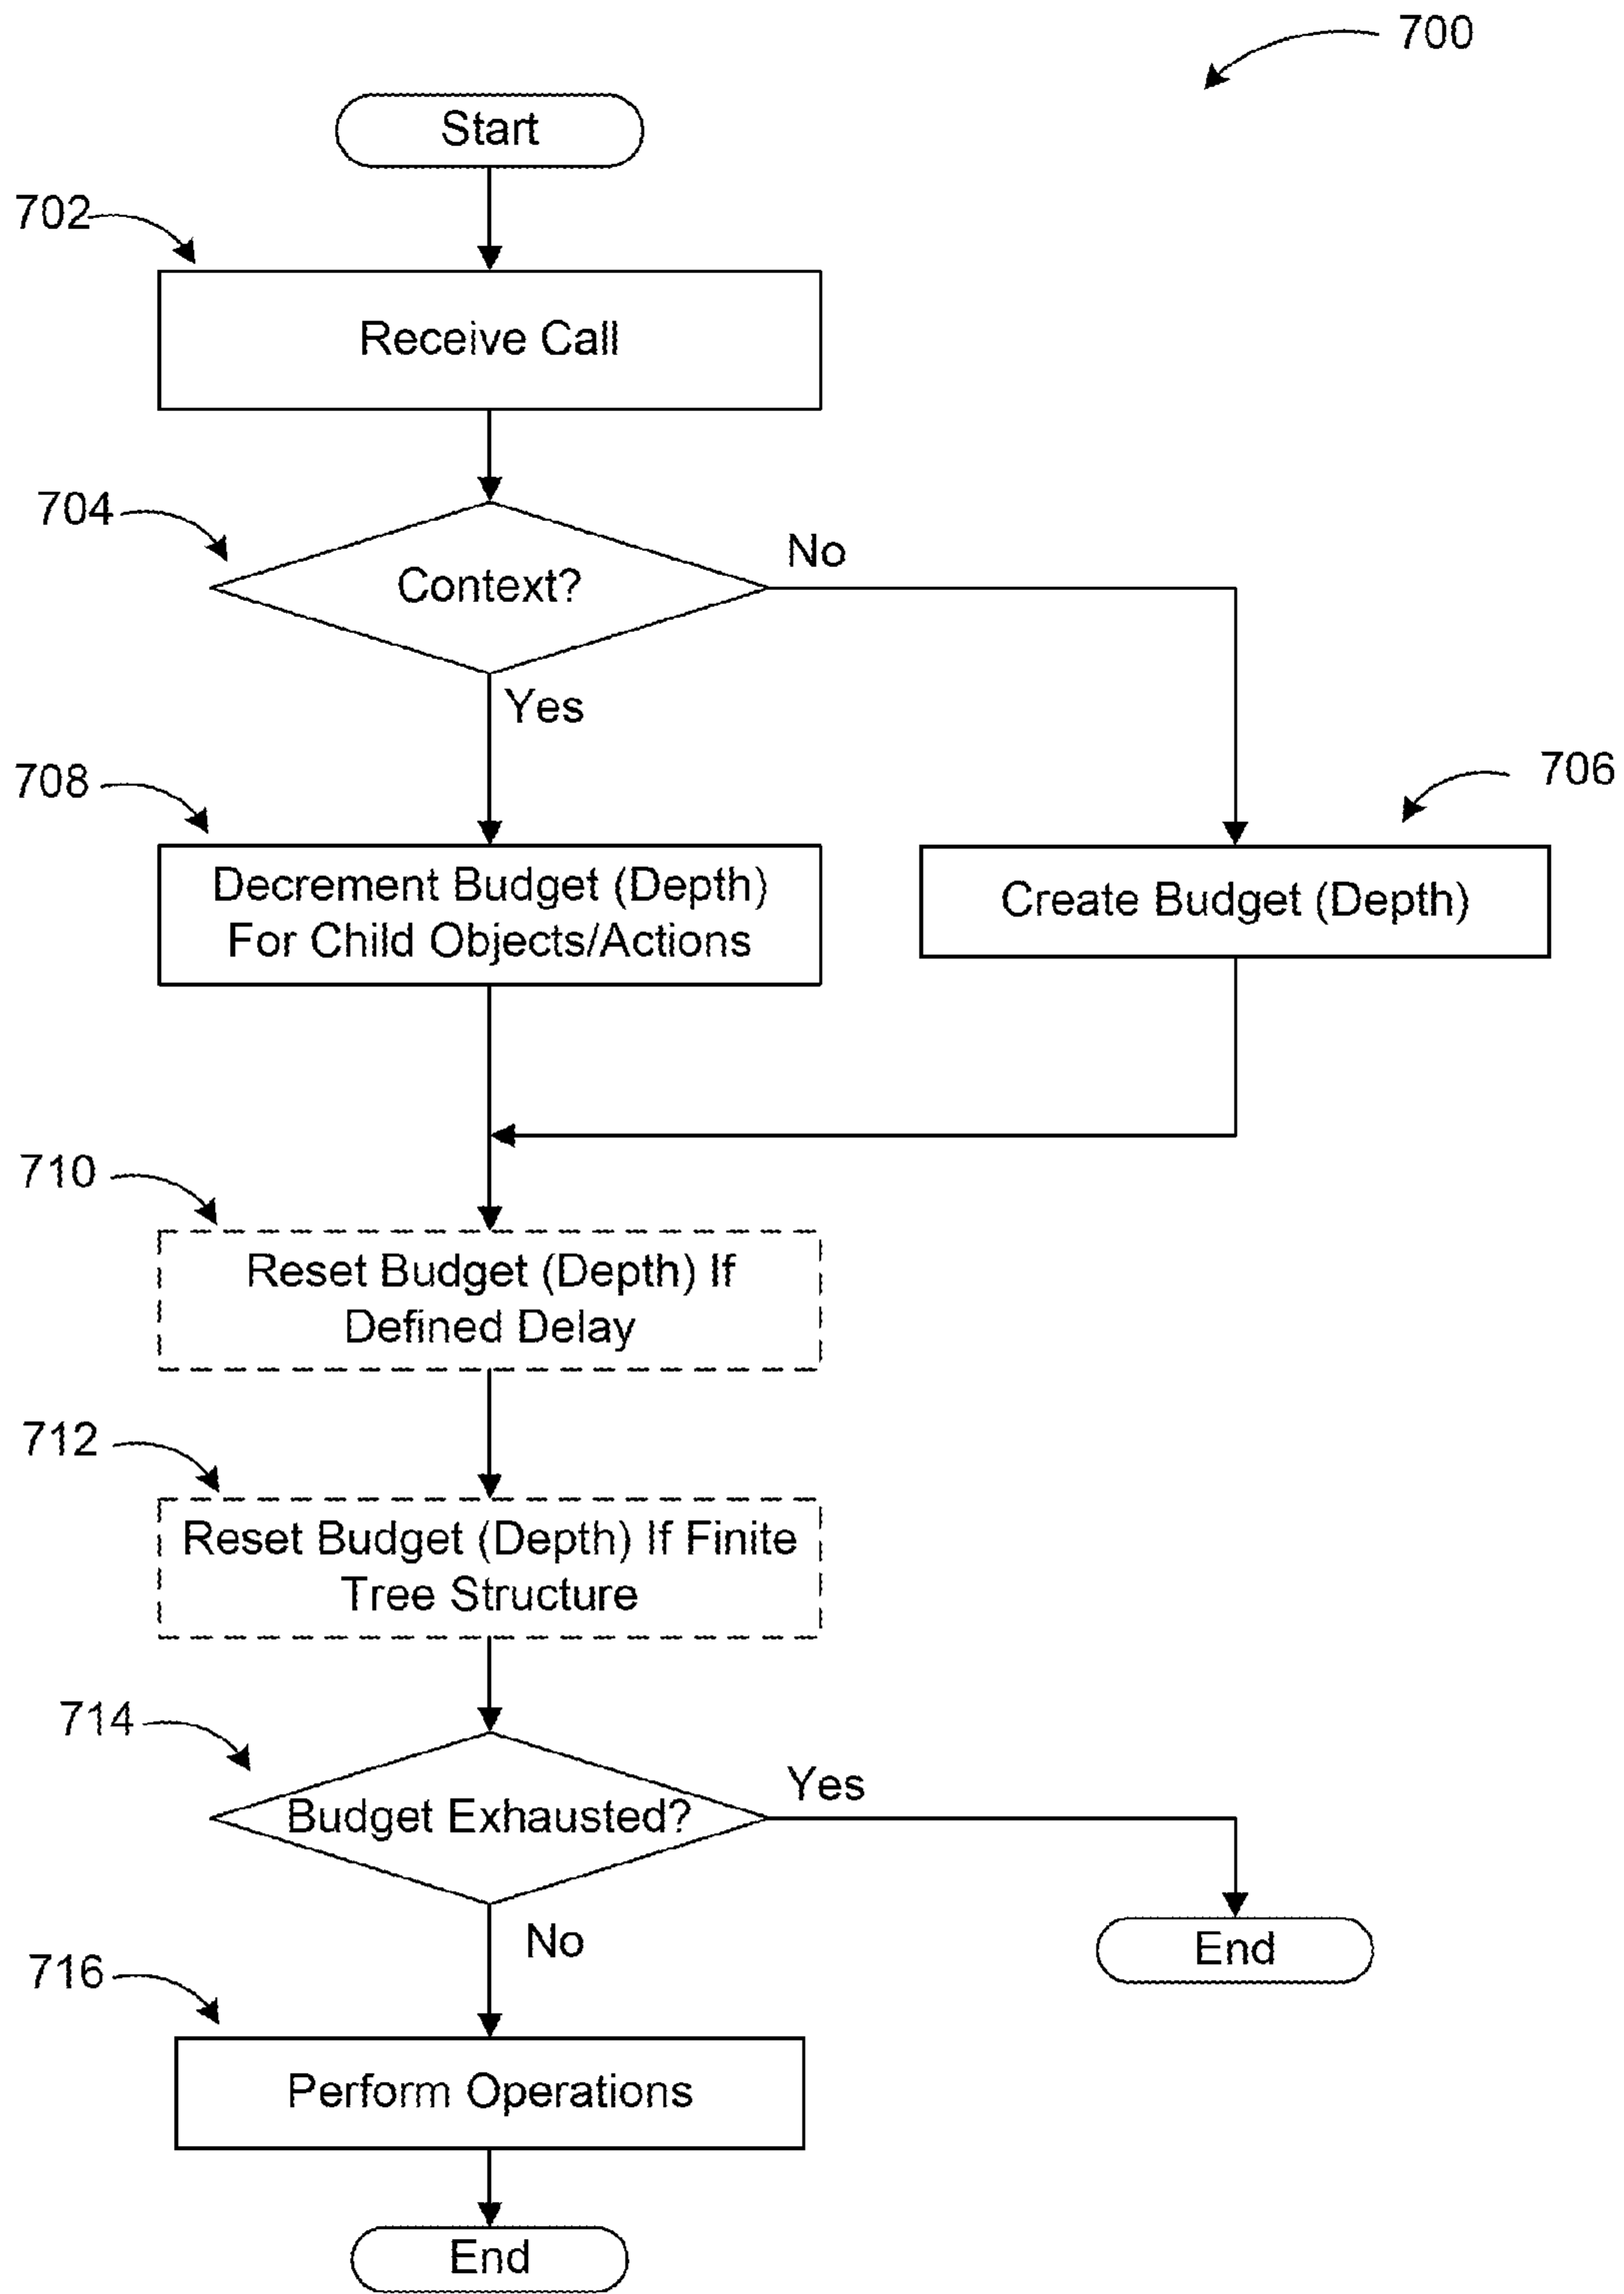 700
Start
702
Receive Call
704
Context?
No
Yes
708
Decrement Budget (Depth)
For Child Objects/Actions
706
Create Budget (Depth)
710
Reset Budget (Depth) If
Defined Delay
712
Reset Budget (Depth) If Finite
Tree Structure
714
Budget Exhausted?
Yes
No
End
716
Perform Operations
End